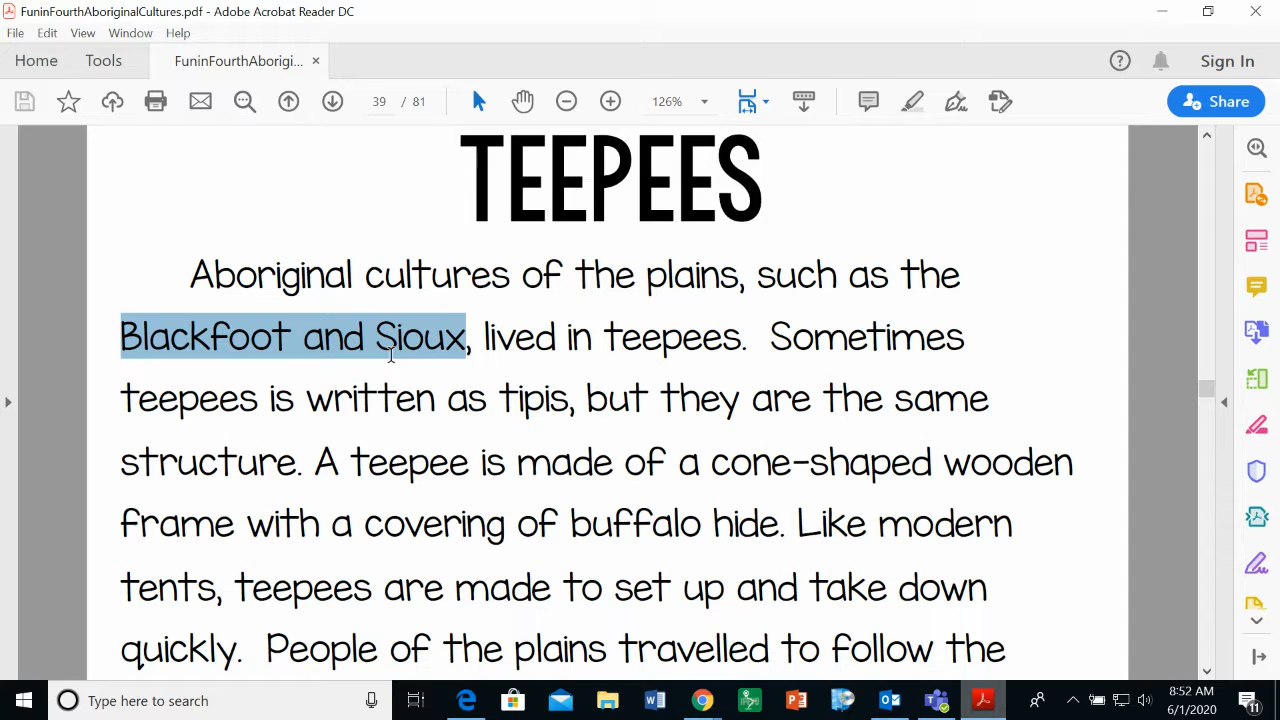 FuninFourthAboriginalCultures.pdf - Adobe Acrobat Reader DC
File Edit View Window Help
Home Tools FuninFourthAborigi... × Sign In
39 / 81 126% Share
TEEPEES
Aboriginal cultures of the plains, such as the
Blackfoot and Sioux, lived in teepees. Sometimes
teepees is written as tipis, but they are the same
structure. A teepee is made of a cone-shaped wooden
frame with a covering of buffalo hide. Like modern
tents, teepees are made to set up and take down
quickly. People of the plains travelled to follow the
Type here to search
8:52 AM
6/1/2020
11